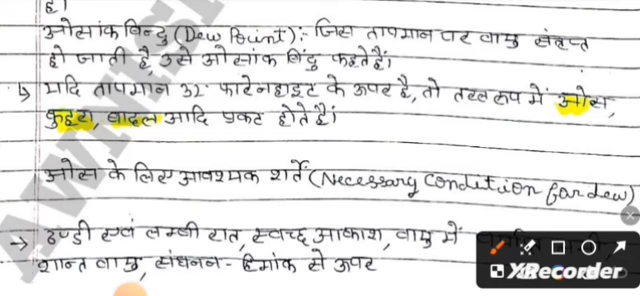 है।
ओसांक बिन्दु (Dew Point):- जिस तापमान पर वायु संतृप्त
हो जाती है, उसे ओसांक बिंदु कहते हैं।
↳ यदि तापमान 32° फारेनहाइट के ऊपर है, तो तरल रूप में ओस,
कुहरा, बादल आदि प्रकट होते हैं।
ओस के लिए आवश्यक शर्तें (Necessary Condition for dew)
→ ठण्डी एवं लम्बी रात, स्वच्छ आकाश, वायु में
शान्त वायु, संघनन - हिमांक से ऊपर
XRecorder